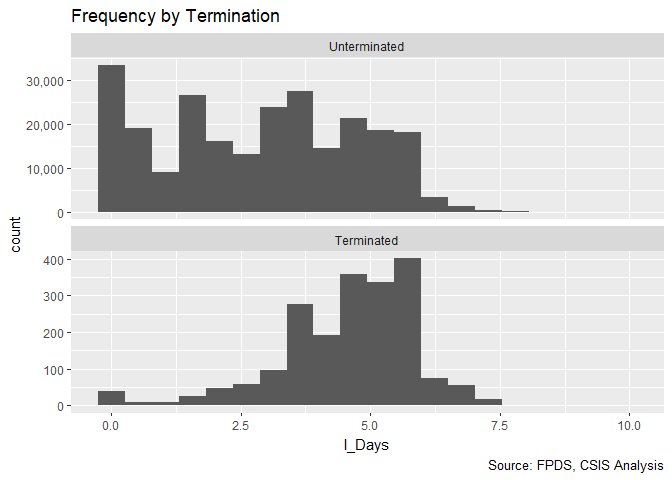 Frequency by Termination
Unterminated
30,000
20,000
10,000
0
count
Terminated
400
300
200
100
0
0.0 2.5 5.0 7.5 10.0
l_Days
Source: FPDS, CSIS Analysis